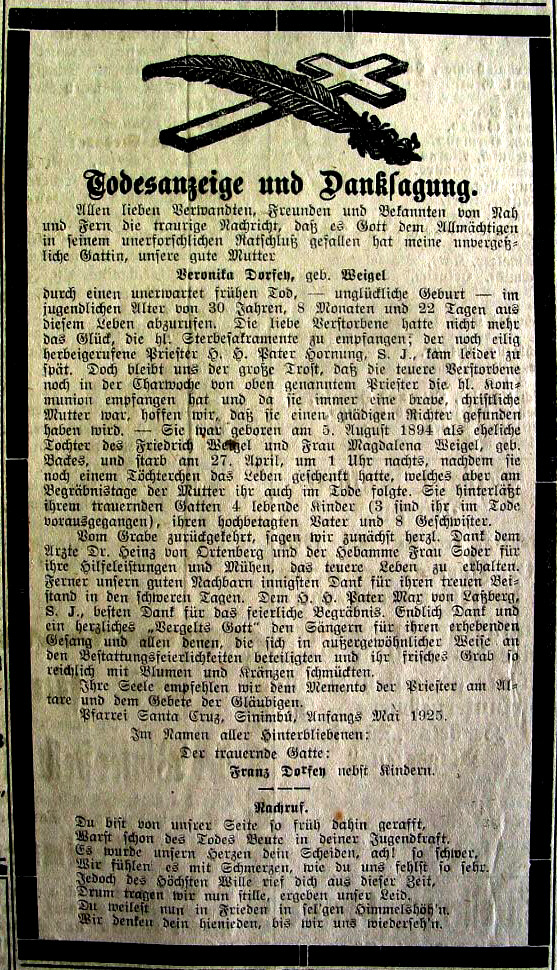 Todesanzeige und Danksagung.
Allen lieben Verwandten, Freunden und Bekannten von Nah
und Fern die traurige Nachricht, daß es Gott dem Allmächtigen
in seinem unerforschlichen Ratschluß gefallen hat meine unvergeß-
liche Gattin, unsere gute Mutter
Veronika Dorfey, geb. Weigel
durch einen unerwartet frühen Tod, — unglückliche Geburt — im
jugendlichen Alter von 30 Jahren, 8 Monaten und 22 Tagen aus
diesem Leben abzurufen. Die liebe Verstorbene hatte nicht mehr
das Glück, die hl. Sterbesakramente zu empfangen; der noch eilig
herbeigerufene Priester H. H. Pater Hornung, S. J., kam leider zu
spät. Doch bleibt uns der große Trost, daß die teuere Verstorbene
noch in der Charwoche von oben genanntem Priester die hl. Kom-
munion empfangen hat und da sie immer eine brave, christliche
Mutter war, hoffen wir, daß sie einen gnädigen Richter gefunden
haben wird. — Sie war geboren am 5. August 1894 als eheliche
Tochter des Friedrich Weigel und Frau Magdalena Weigel, geb.
Backes, und starb am 27. April, um 1 Uhr nachts, nachdem sie
noch einem Töchterchen das Leben geschenkt hatte, welches aber am
Begräbnistage der Mutter ihr auch im Tode folgte. Sie hinterläßt
ihrem trauernden Gatten 4 lebende Kinder (3 sind ihr im Tode
vorausgegangen), ihren hochbetagten Vater und 8 Geschwister.
Vom Grabe zurückgekehrt, sagen wir zunächst herzl. Dank dem
Arzte Dr. Heinz von Ortenberg und der Hebamme Frau Soder für
ihre Hilfeleistungen und Mühen, das teuere Leben zu erhalten.
Ferner unsern guten Nachbarn innigsten Dank für ihren treuen Bei-
stand in den schweren Tagen. Dem H. H. Pater Max von Laßberg,
S. J., besten Dank für das feierliche Begräbnis. Endlich Dank und
ein herzliches „Vergelts Gott“ den Sängern für ihren erhebenden
Gesang und allen denen, die sich in außergewöhnlicher Weise an
den Bestattungsfeierlichkeiten beteiligten und ihr frisches Grab so
reichlich mit Blumen und Kränzen schmückten.
Ihre Seele empfehlen wir dem Memento der Priester am Al-
tare und dem Gebete der Gläubigen.
Pfarrei Santa Cruz, Sinimbú, Anfangs Mai 1925.
Im Namen aller Hinterbliebenen:
Der trauernde Gatte:
Franz Dorfey nebst Kindern.
Nachruf.
Du bist von unsrer Seite so früh dahin gerafft,
Warst schon des Todes Beute in deiner Jugendkraft.
Es wurde unsern Herzen dein Scheiden, ach! so schwer,
Wir fühlen es mit Schmerzen, wie du uns fehlst so sehr.
Jedoch des Höchsten Wille rief dich aus dieser Zeit,
Drum tragen wir nun stille, ergeben unser Leid.
Du weilest nun in Frieden in sel'gen Himmelshöh'n.
Wir denken dein hienieden, bis wir uns wiederseh'n.